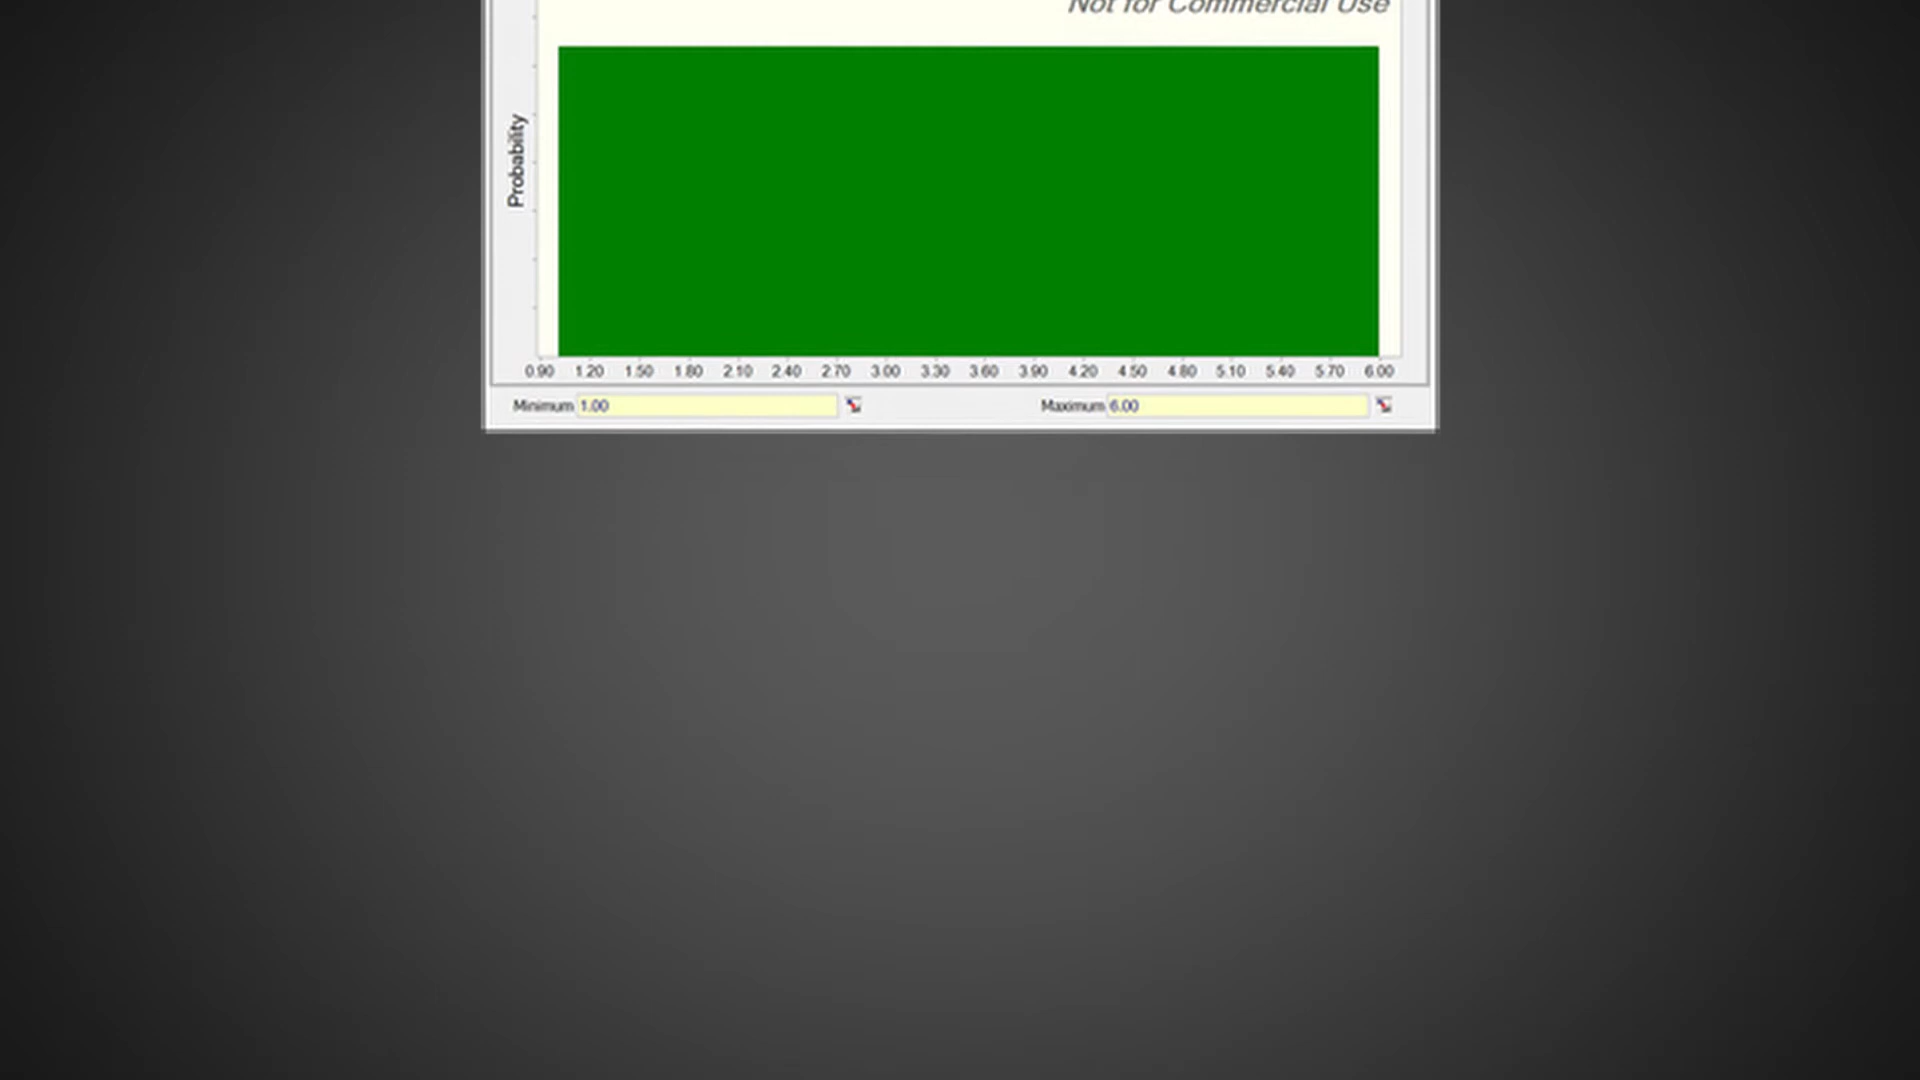 Not for Commercial Use
Probability
0.90 1.20 1.50 1.80 2.10 2.40 2.70 3.00 3.30 3.60 3.90 4.20 4.50 4.80 5.10 5.40 5.70 6.00
Minimum 1.00 Maximum 6.00